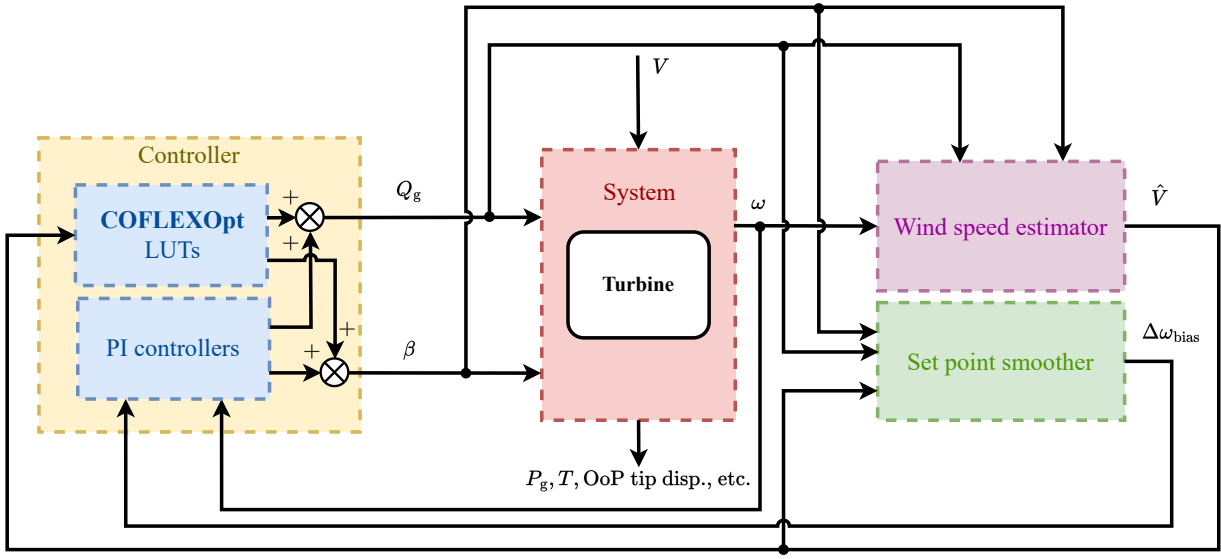 V
Controller
COFLEXOpt
LUTs
+
+
Q_g
System
ω
V̂
Wind speed estimator
Turbine
PI controllers
+
+
β
Δω_bias
Set point smoother
P_g, T, OoP tip disp., etc.